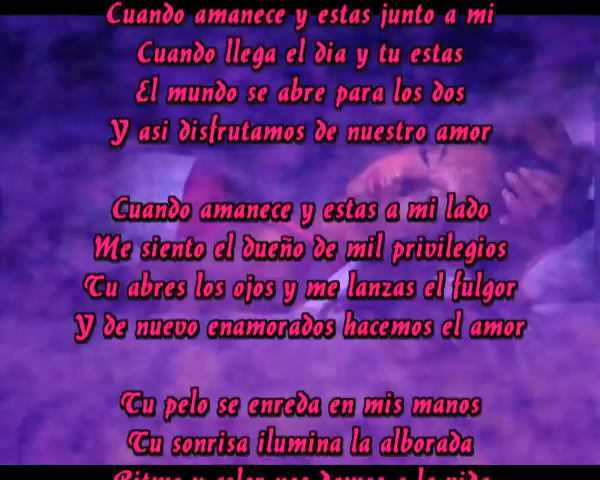 Cuando amanece y estas junto a mi
Cuando llega el dia y tu estas
El mundo se abre para los dos
Y asi disfrutamos de nuestro amor
Cuando amanece y estas a mi lado
Me siento el dueño de mil privilegios
Tu abres los ojos y me lanzas el fulgor
Y de nuevo enamorados hacemos el amor
Tu pelo se enreda en mis manos
Tu sonrisa ilumina la alborada